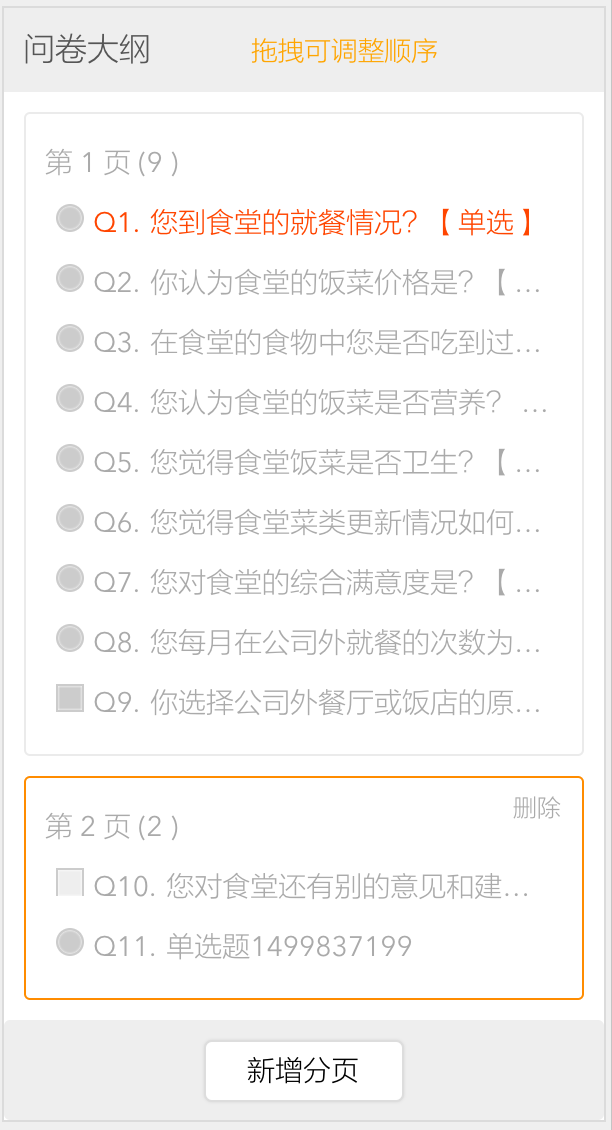 问卷大纲 拖拽可调整顺序
第 1 页 (9 )
Q1. 您到食堂的就餐情况?【 单选 】
Q2. 你认为食堂的饭菜价格是?【 ...
Q3. 在食堂的食物中您是否吃到过...
Q4. 您认为食堂的饭菜是否营养? ...
Q5. 您觉得食堂饭菜是否卫生?【 ...
Q6. 您觉得食堂菜类更新情况如何...
Q7. 您对食堂的综合满意度是?【 ...
Q8. 您每月在公司外就餐的次数为...
Q9. 你选择公司外餐厅或饭店的原...
删除
第 2 页 (2 )
Q10. 您对食堂还有别的意见和建...
Q11. 单选题1499837199
新增分页